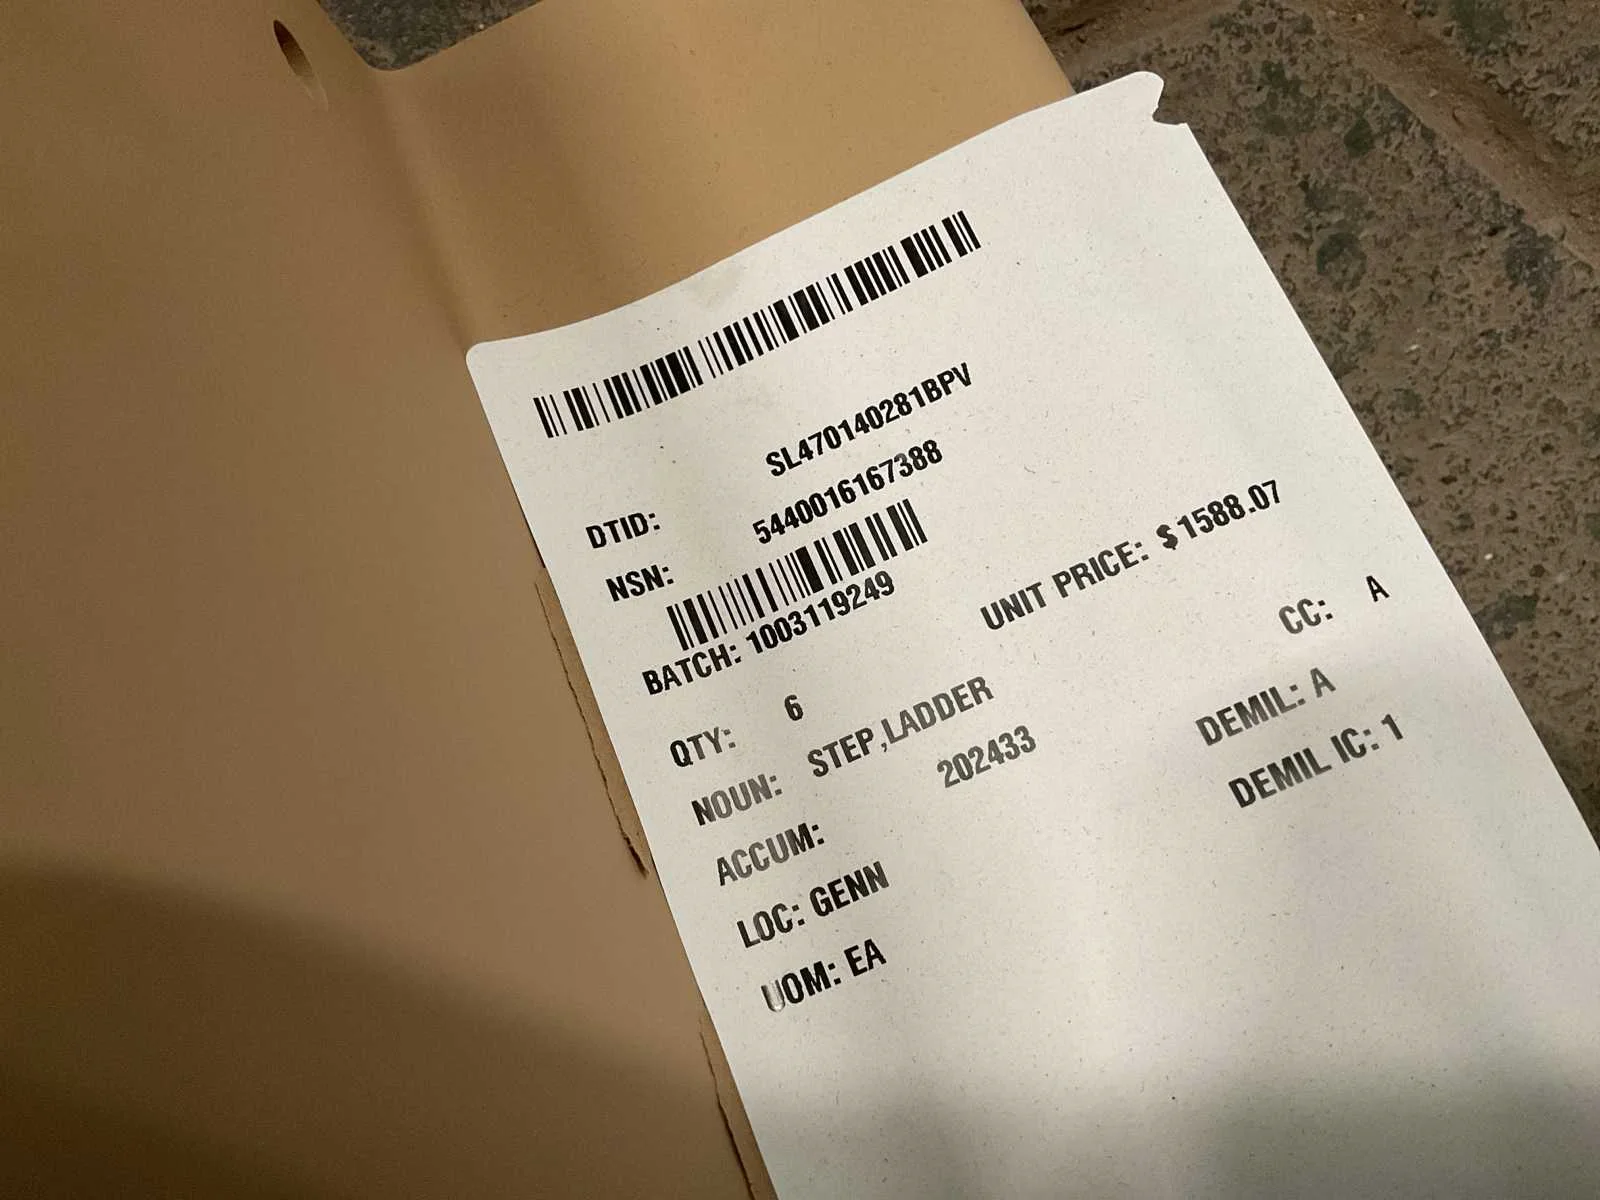 DTID: SL470140281BPV
NSN: 5440016167388
BATCH: 1003119249
UNIT PRICE: $ 1588.07
QTY: 6
CC: A
NOUN: STEP,LADDER
DEMIL: A
ACCUM: 202433
DEMIL IC: 1
LOC: GENN
UOM: EA